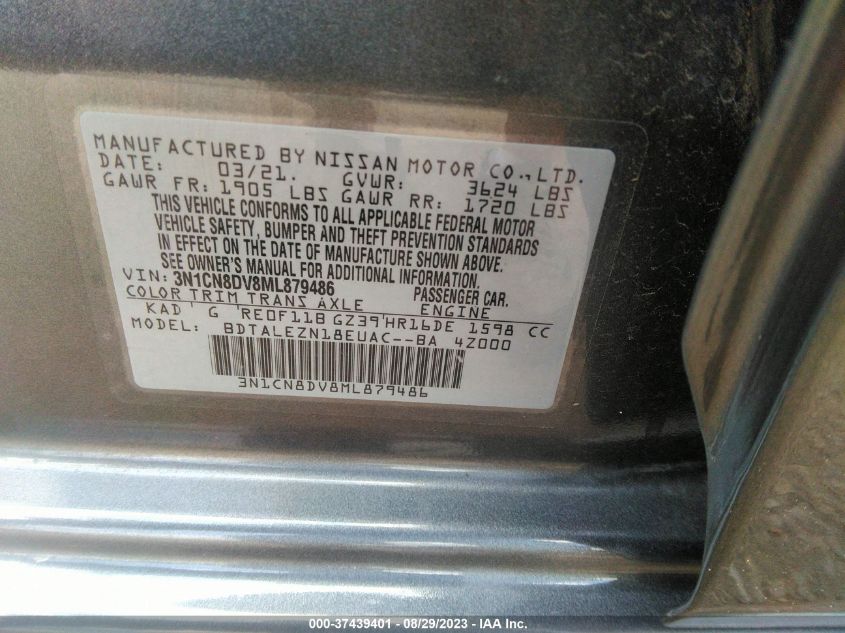 MANUFACTURED BY NISSAN MOTOR CO.,LTD.
DATE: 03/21. GVWR: 3624 LBS
GAWR FR: 1905 LBS GAWR RR: 1720 LBS
THIS VEHICLE CONFORMS TO ALL APPLICABLE FEDERAL MOTOR
VEHICLE SAFETY, BUMPER AND THEFT PREVENTION STANDARDS
IN EFFECT ON THE DATE OF MANUFACTURE SHOWN ABOVE.
SEE OWNER'S MANUAL FOR ADDITIONAL INFORMATION.
VIN: 3N1CN8DV8ML879486 PASSENGER CAR.
COLOR TRIM TRANS AXLE ENGINE
KAD G RE0F11B GZ39 HR16DE 1598 CC
MODEL: BDTALEZN18EUAC--BA 4Z000
3N1CN8DV8ML879486
000-37439401 - 08/29/2023 - IAA Inc.